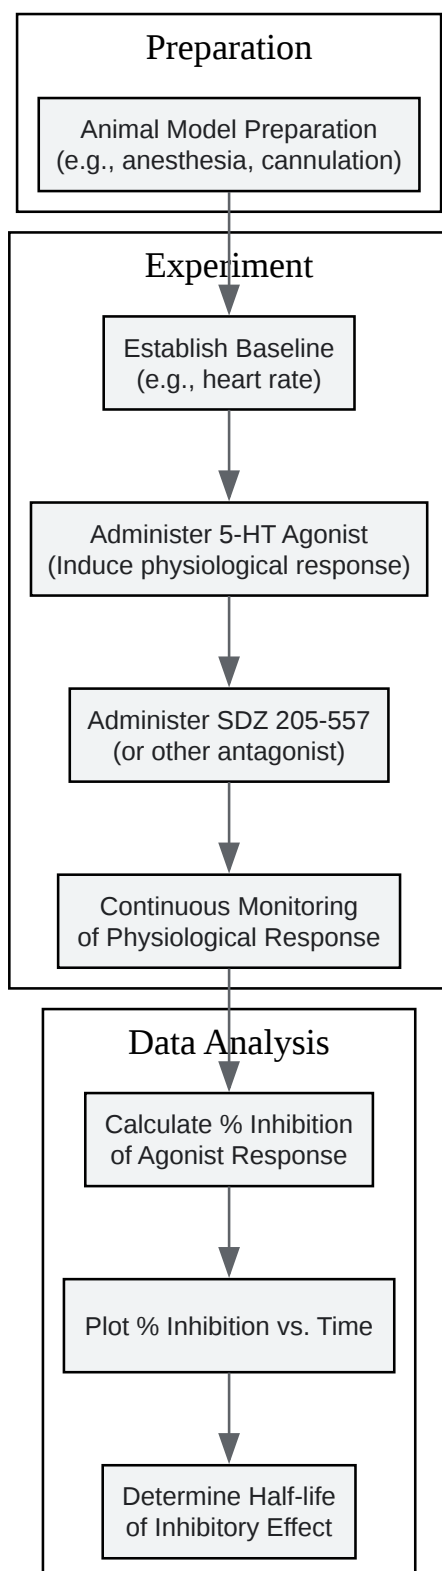 Preparation
Animal Model Preparation
(e.g., anesthesia, cannulation)
Experiment
Establish Baseline
(e.g., heart rate)
Administer 5-HT Agonist
(Induce physiological response)
Administer SDZ 205-557
(or other antagonist)
Continuous Monitoring
of Physiological Response
Data Analysis
Calculate % Inhibition
of Agonist Response
Plot % Inhibition vs. Time
Determine Half-life
of Inhibitory Effect